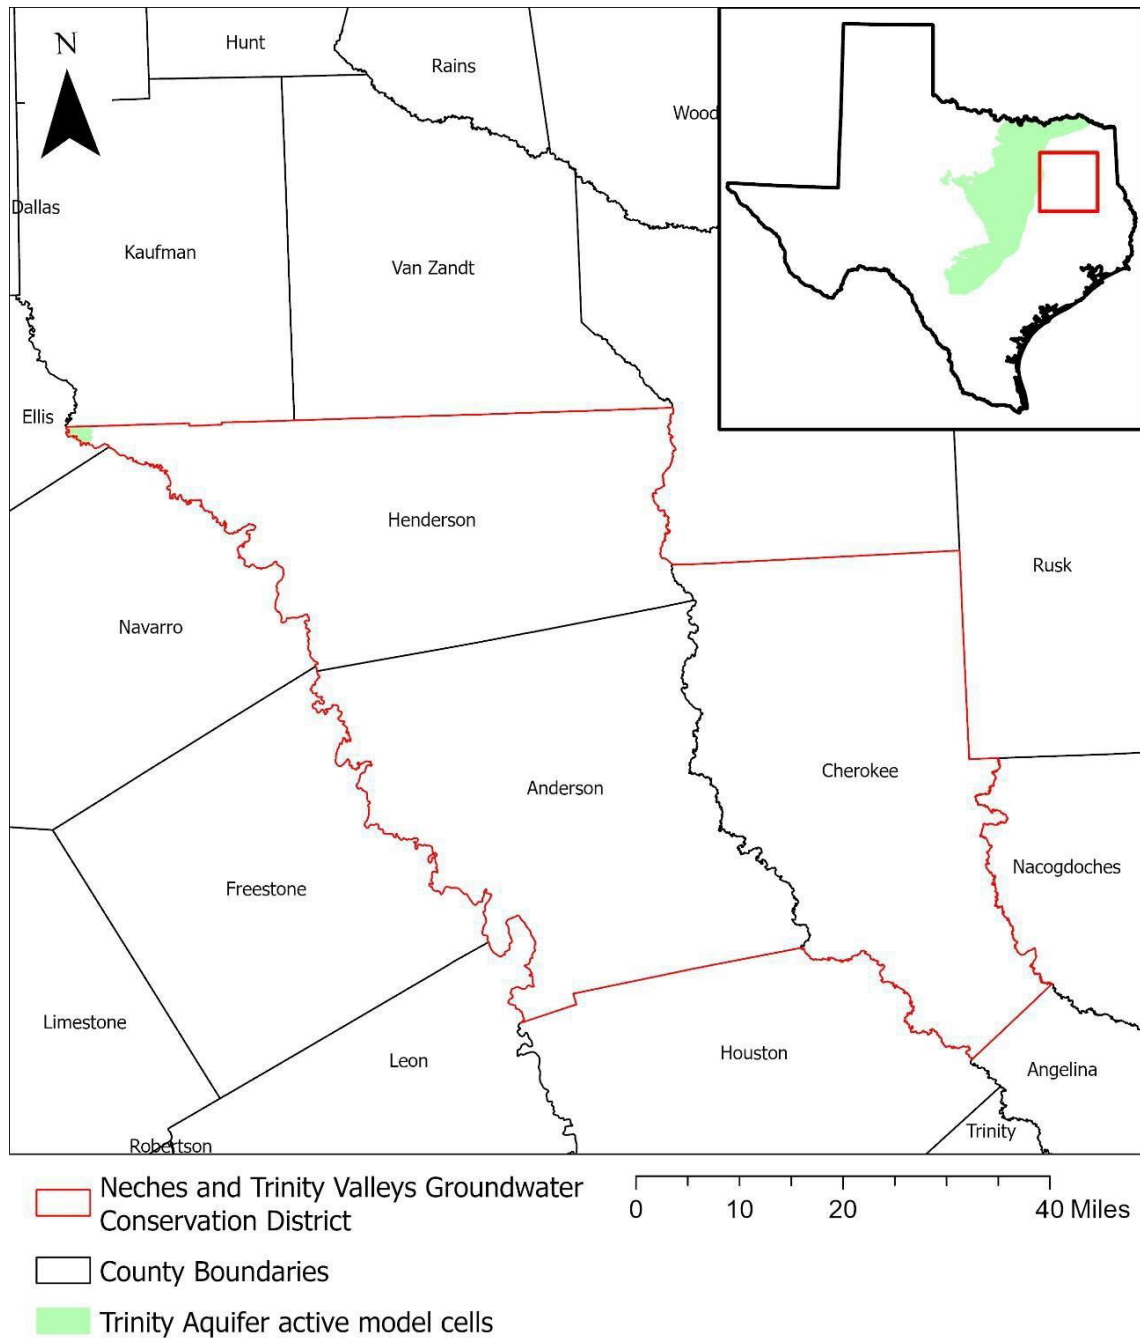 N
Hunt
Rains
Wood
Dallas
Kaufman
Van Zandt
Ellis
Henderson
Rusk
Navarro
Cherokee
Anderson
Nacogdoches
Freestone
Limestone
Leon
Houston
Angelina
Trinity
Robertson
Neches and Trinity Valleys Groundwater
Conservation District
0 10 20 40 Miles
County Boundaries
Trinity Aquifer active model cells